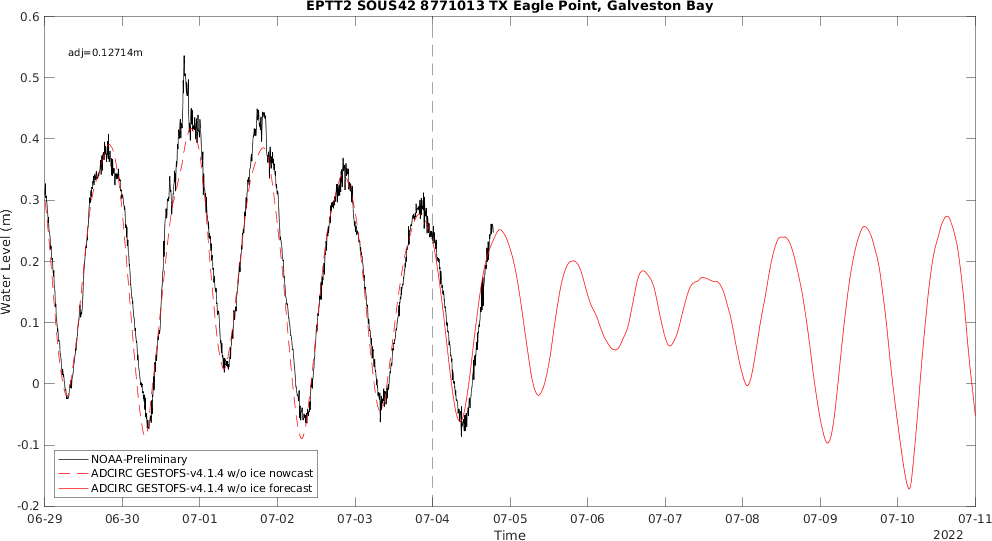 EPTT2 SOUS42 8771013 TX Eagle Point, Galveston Bay
adj=0.12714m
Water Level (m)
0.6
0.5
0.4
0.3
0.2
0.1
0
-0.1
-0.2
NOAA-Preliminary
ADCIRC GESTOFS-v4.1.4 w/o ice nowcast
ADCIRC GESTOFS-v4.1.4 w/o ice forecast
06-29 06-30 07-01 07-02 07-03 07-04 07-05 07-06 07-07 07-08 07-09 07-10 07-11
Time
2022